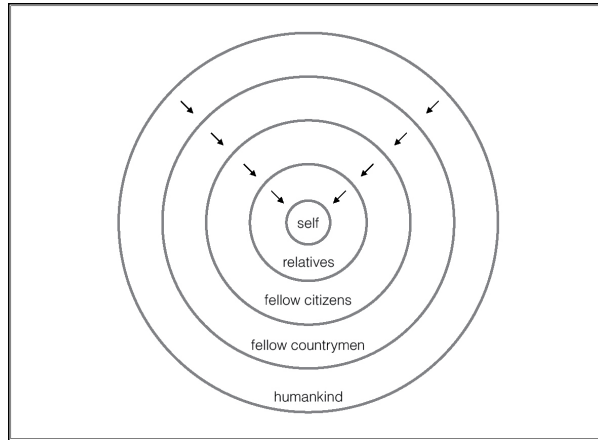 self
relatives
fellow citizens
fellow countrymen
humankind